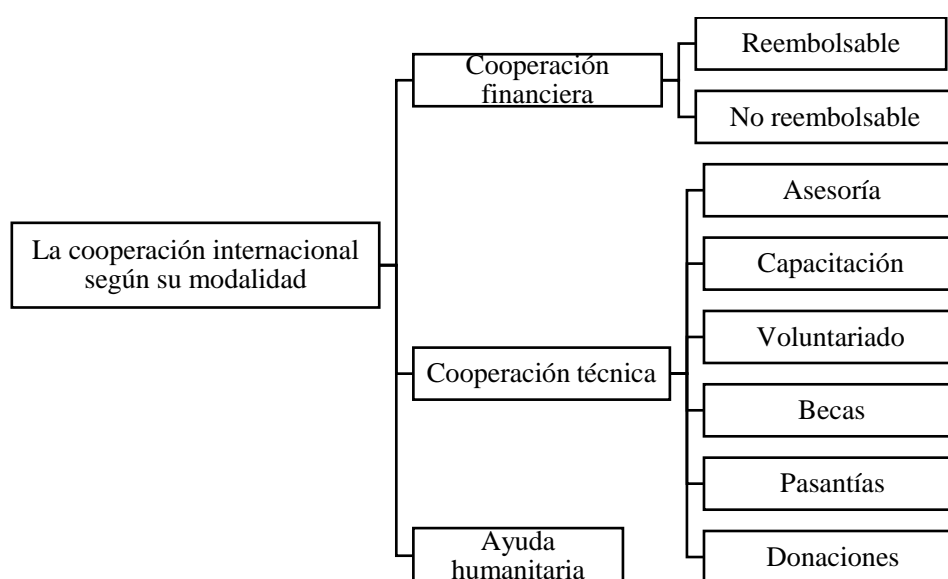 Reembolsable
Cooperación
financiera
No reembolsable
Asesoría
La cooperación internacional
según su modalidad
Capacitación
Voluntariado
Cooperación técnica
Becas
Pasantías
Ayuda
humanitaria
Donaciones